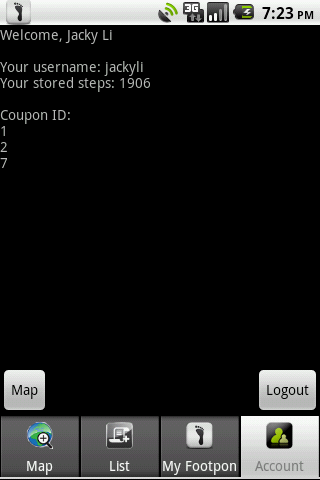 3G
7:23 PM
Welcome, Jacky Li
Your username: jackyli
Your stored steps: 1906
Coupon ID:
1
2
7
Map
Logout
Map
List
My Footpon
Account